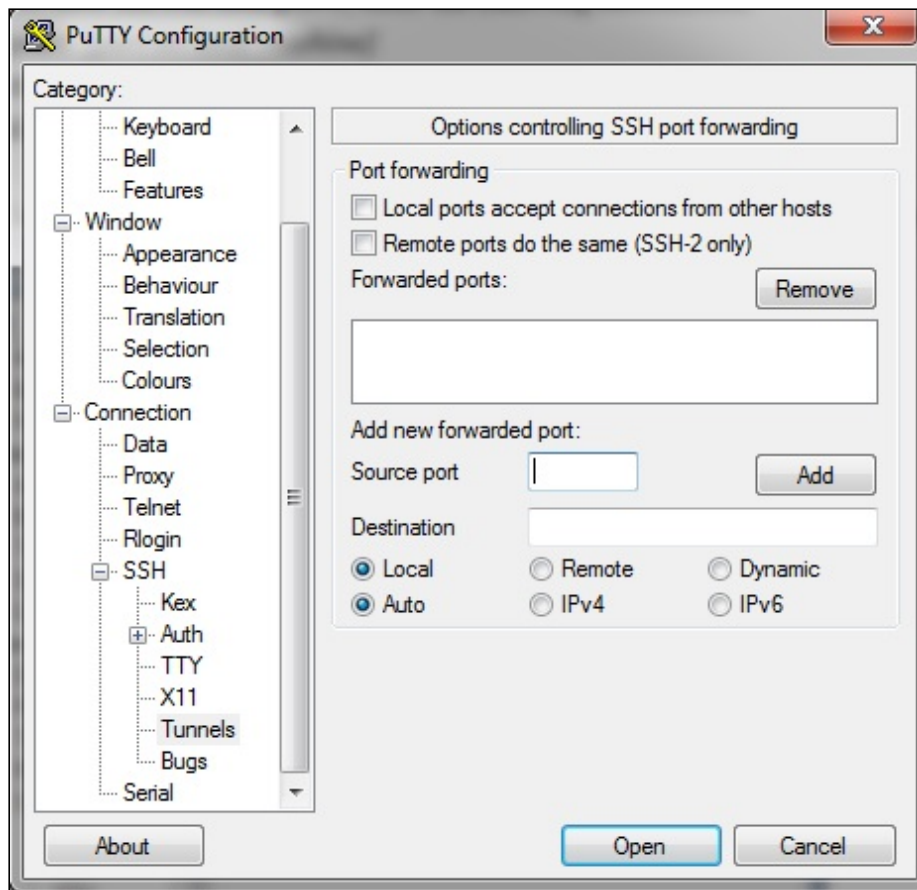 PuTTY Configuration
X
Category:
Keyboard
Bell
Features
Window
Appearance
Behaviour
Translation
Selection
Colours
Connection
Data
Proxy
Telnet
Rlogin
SSH
Kex
Auth
TTY
X11
Tunnels
Bugs
Serial
Options controlling SSH port forwarding
Port forwarding
Local ports accept connections from other hosts
Remote ports do the same (SSH-2 only)
Forwarded ports:
Remove
Add new forwarded port:
Source port
Add
Destination
Local Remote Dynamic
Auto IPv4 IPv6
About Open Cancel